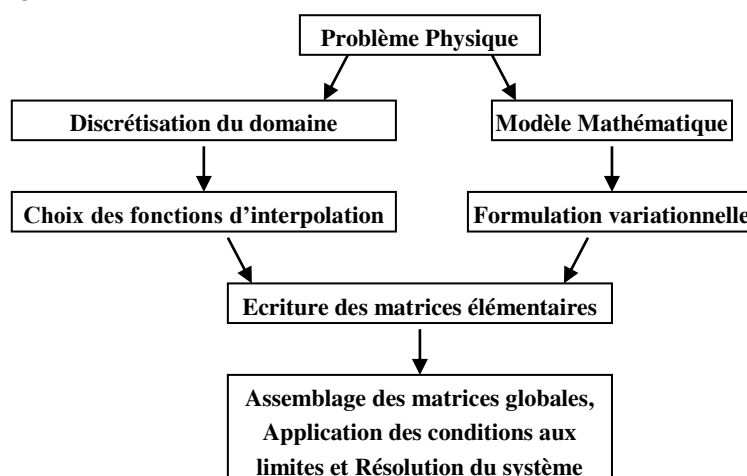 Problème Physique
Discrétisation du domaine
Modèle Mathématique
Choix des fonctions d’interpolation
Formulation variationnelle
Ecriture des matrices élémentaires
Assemblage des matrices globales,
Application des conditions aux
limites et Résolution du système